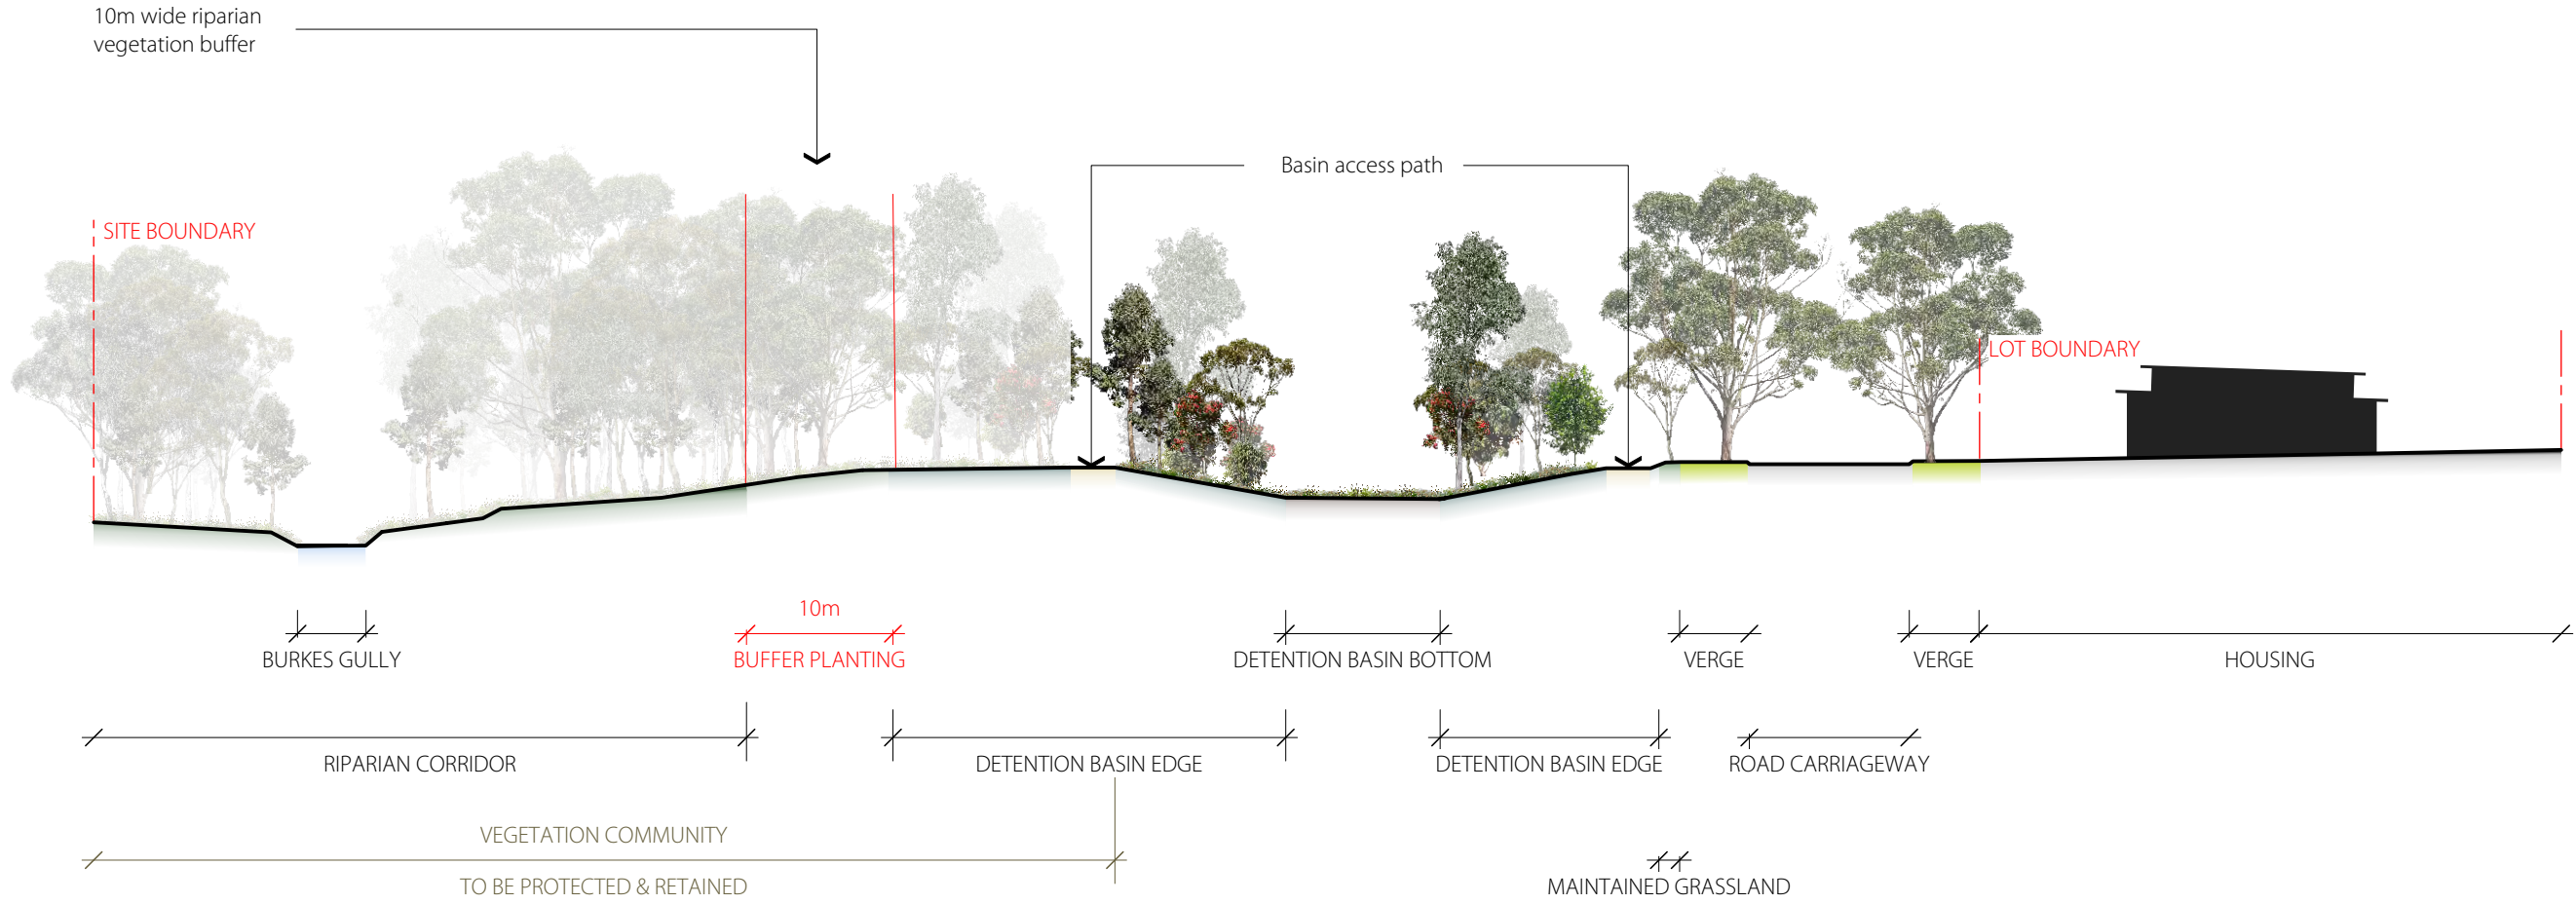 10m wide riparian
vegetation buffer
Basin access path
SITE BOUNDARY
LOT BOUNDARY
10m
BURKES GULLY
BUFFER PLANTING
DETENTION BASIN BOTTOM
VERGE
VERGE
HOUSING
RIPARIAN CORRIDOR
DETENTION BASIN EDGE
DETENTION BASIN EDGE
ROAD CARRIAGEWAY
VEGETATION COMMUNITY
TO BE PROTECTED & RETAINED
MAINTAINED GRASSLAND